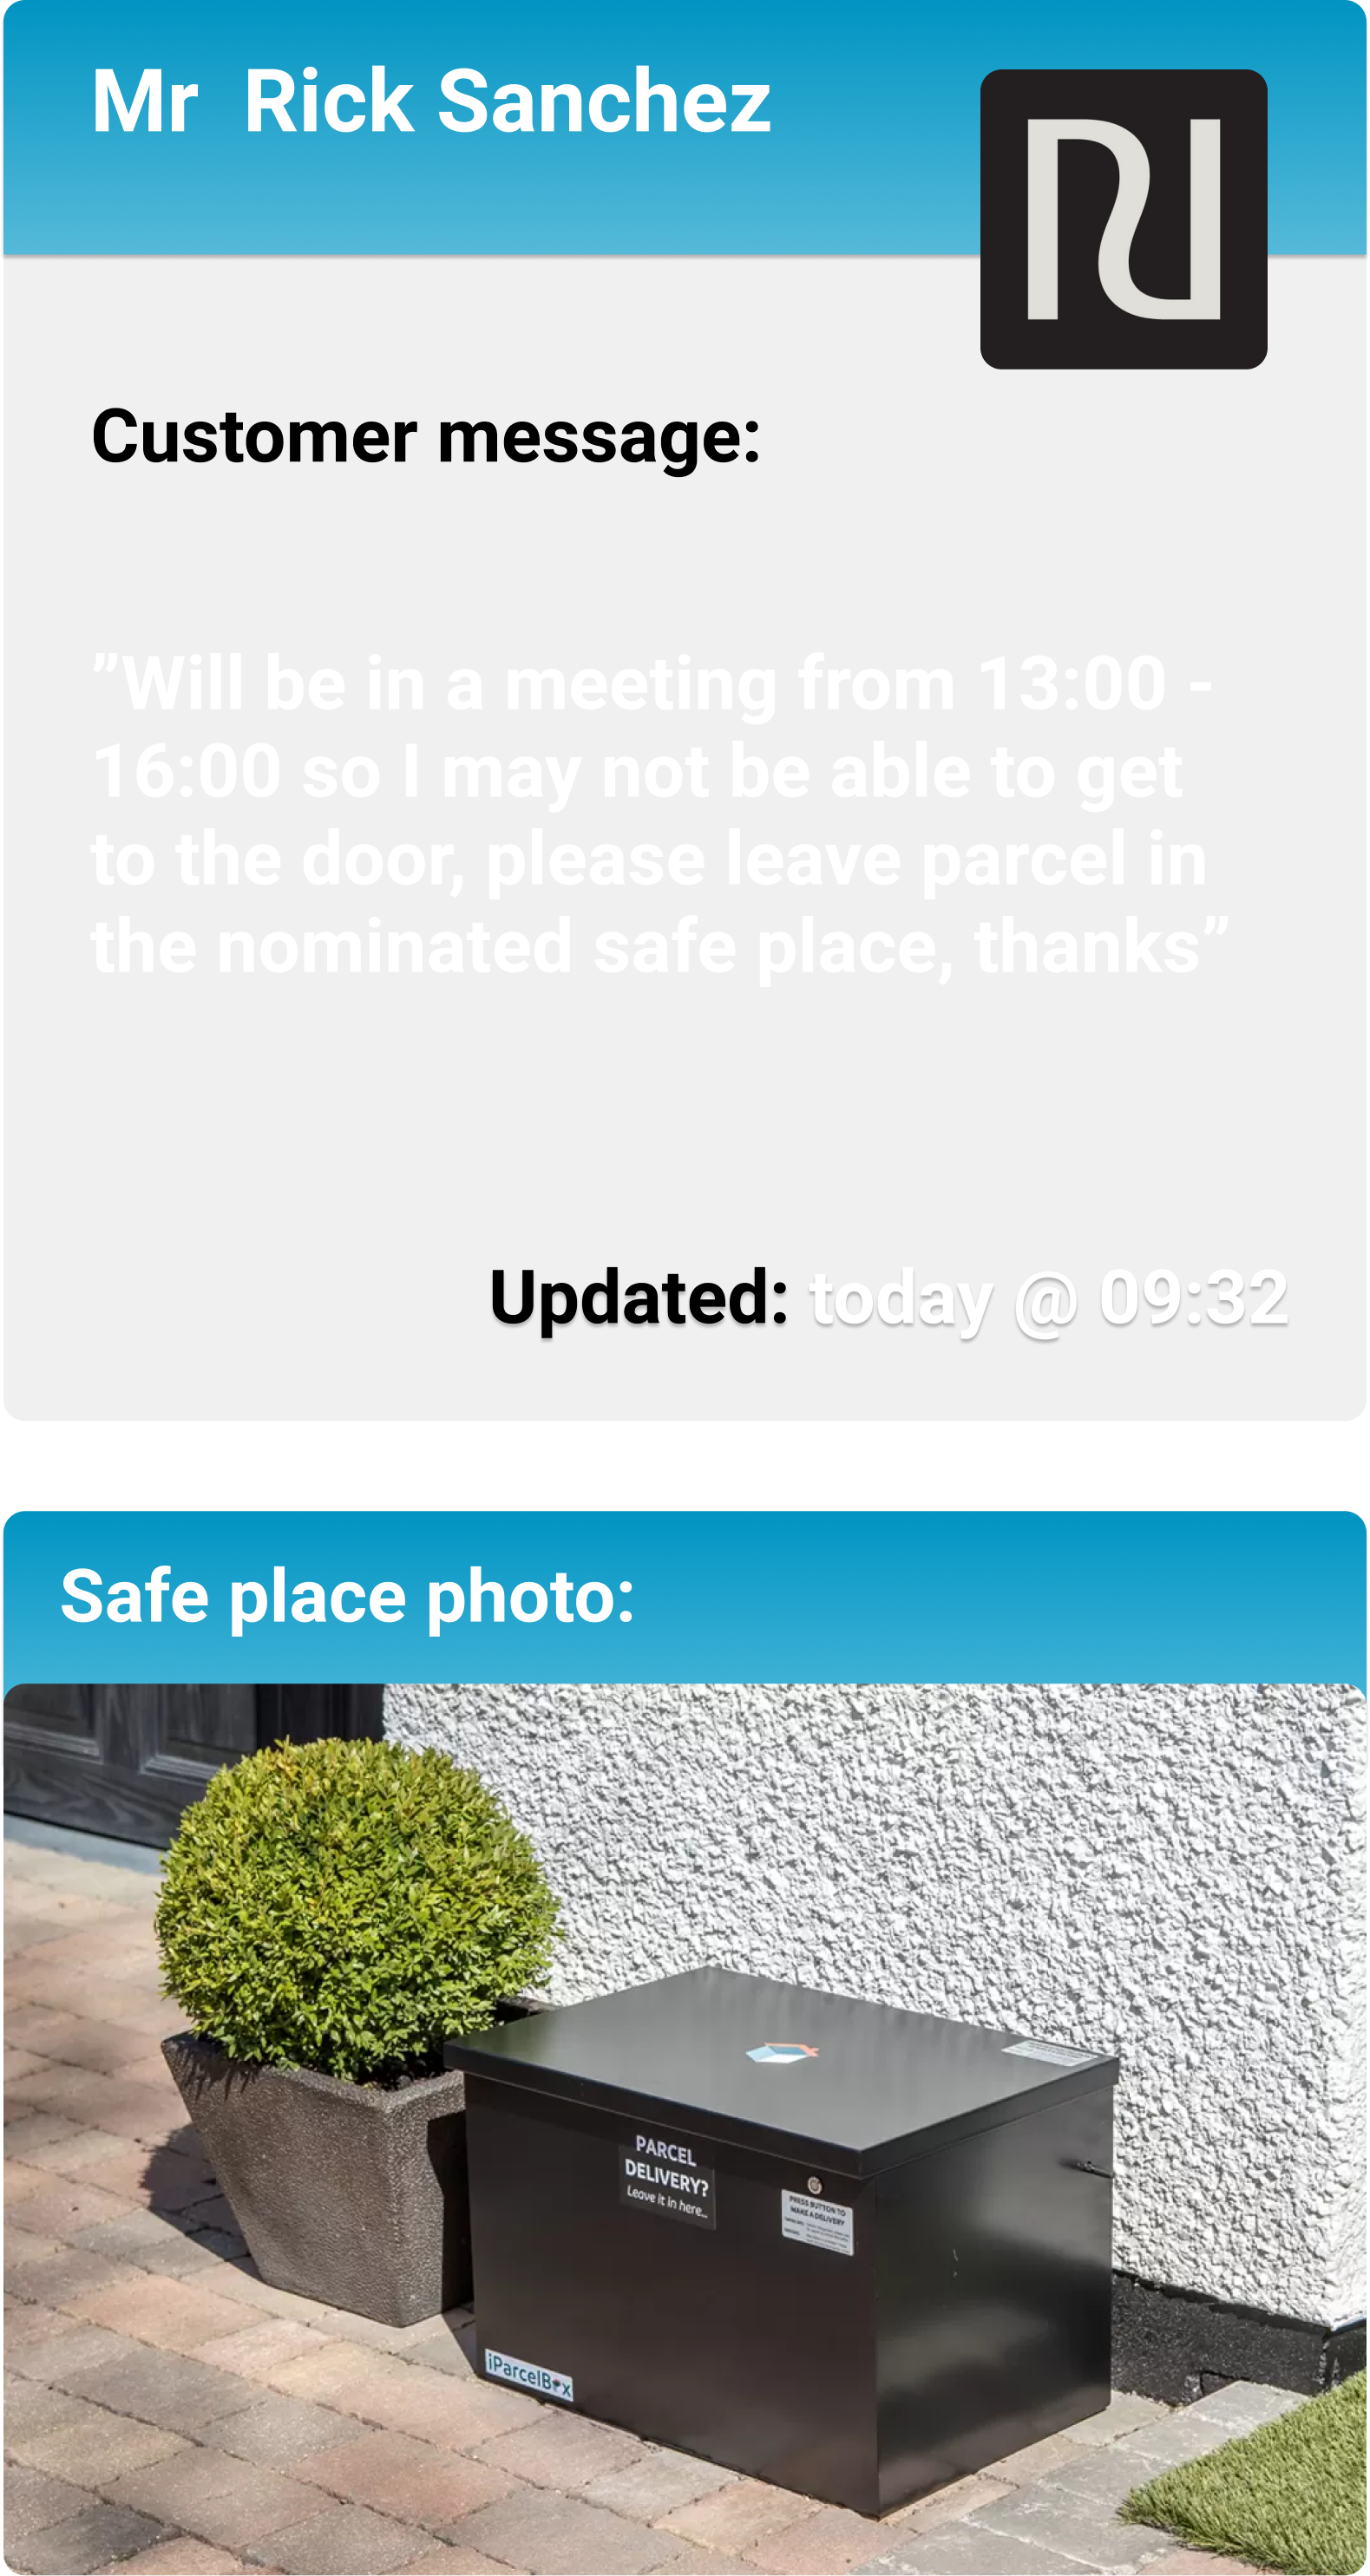 Mr  Rick Sanchez
Customer message:
”Will be in a meeting from 13:00 -
16:00 so I may not be able to get
to the door, please leave parcel in
the nominated safe place, thanks”
Updated: today @ 09:32
Safe place photo:
PARCEL
DELIVERY?
Leave it in here...
PRESS BUTTON TO
MAKE A DELIVERY
iParcelBox